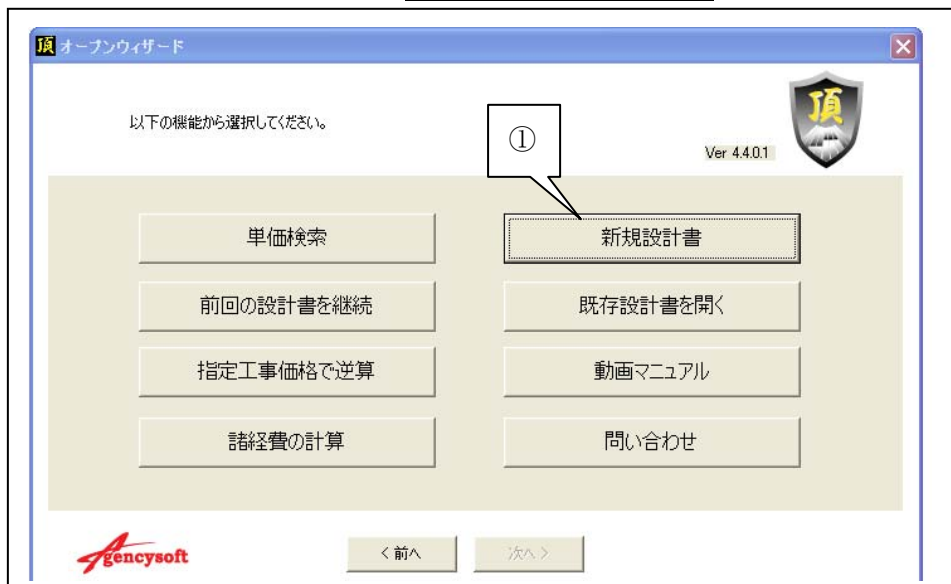 頂 オープンウィザード
以下の機能から選択してください。
①
Ver 4.4.0.1
頂
単価検索
新規設計書
前回の設計書を継続
既存設計書を開く
指定工事価格で逆算
動画マニュアル
諸経費の計算
問い合わせ
Agencysoft
< 前へ
次へ >